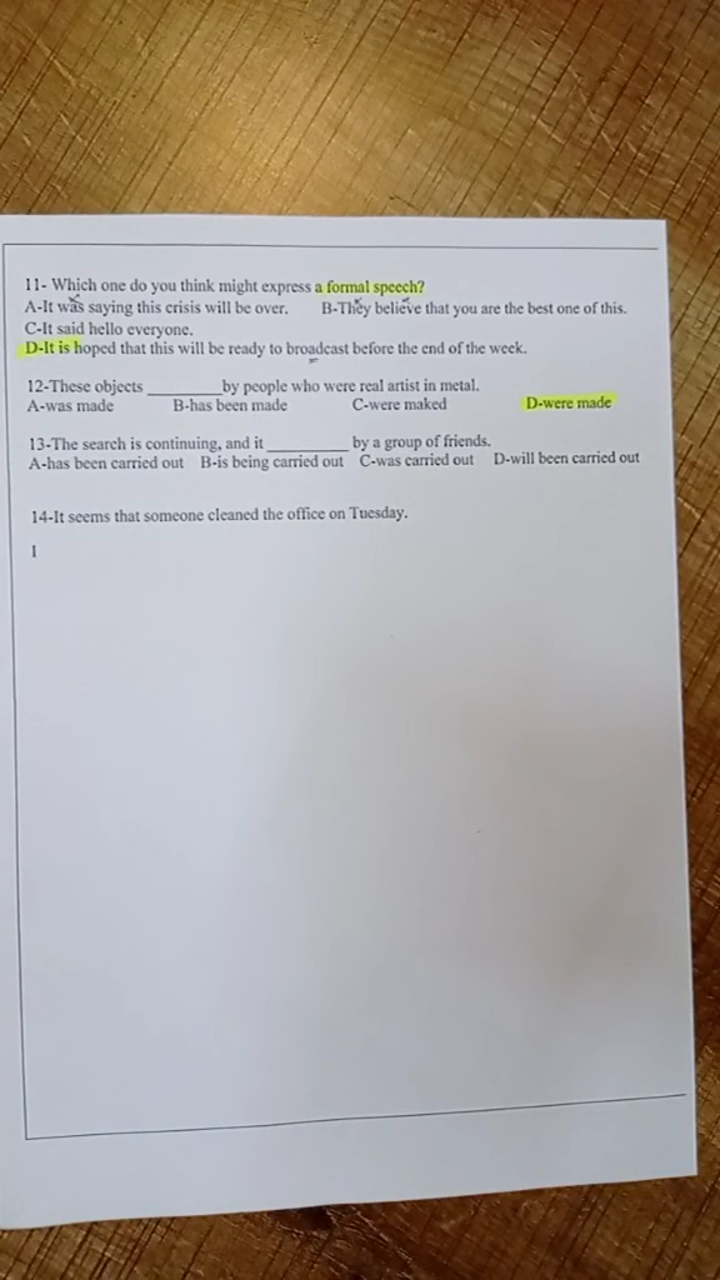 11- Which one do you think might express a formal speech?
A-It was saying this crisis will be over. B-They believe that you are the best one of this.
C-It said hello everyone.
D-It is hoped that this will be ready to broadcast before the end of the week.
12-These objects ________by people who were real artist in metal.
A-was made B-has been made C-were maked D-were made
13-The search is continuing, and it _________ by a group of friends.
A-has been carried out B-is being carried out C-was carried out D-will been carried out
14-It seems that someone cleaned the office on Tuesday.
I